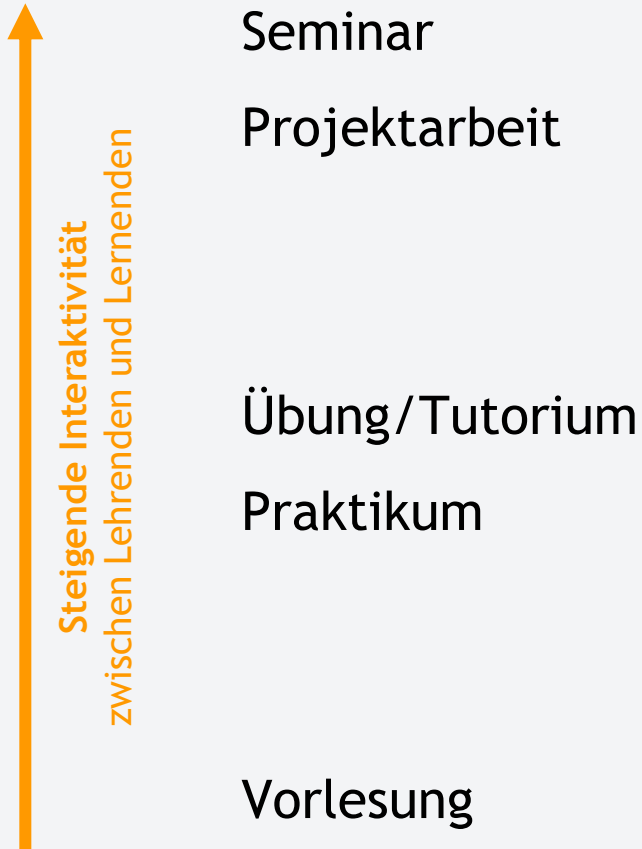 Seminar
Projektarbeit
Steigende Interaktivität
zwischen Lehrenden und Lernenden
Übung/Tutorium
Praktikum
Vorlesung